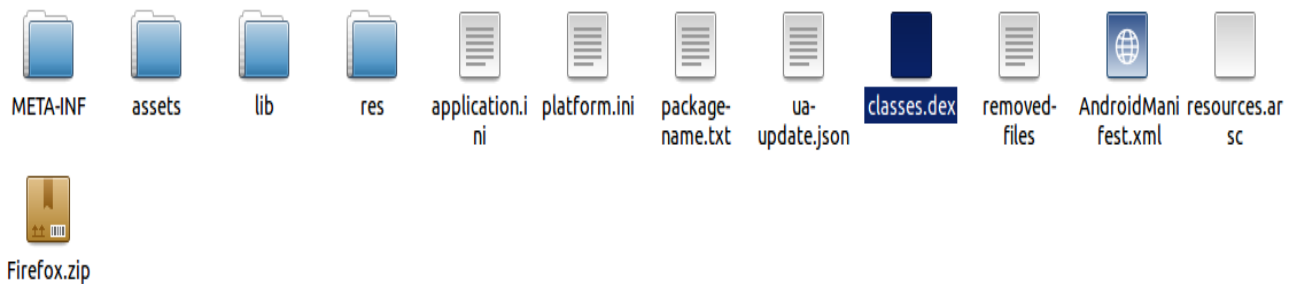 META-INF
assets
lib
res
application.i
ni
platform.ini
package-
name.txt
ua-
update.json
classes.dex
removed-
files
AndroidMani
fest.xml
resources.ar
sc
Firefox.zip